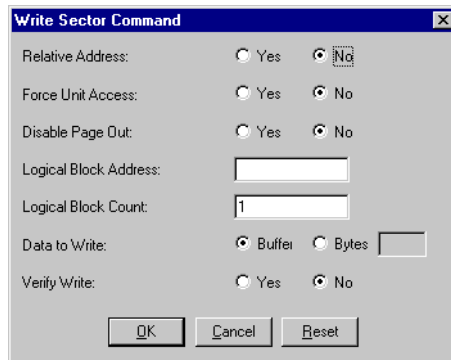 Write Sector Command
Relative Address: Yes No
Force Unit Access: Yes No
Disable Page Out: Yes No
Logical Block Address:
Logical Block Count: 1
Data to Write: Buffer Bytes
Verify Write: Yes No
OK Cancel Reset